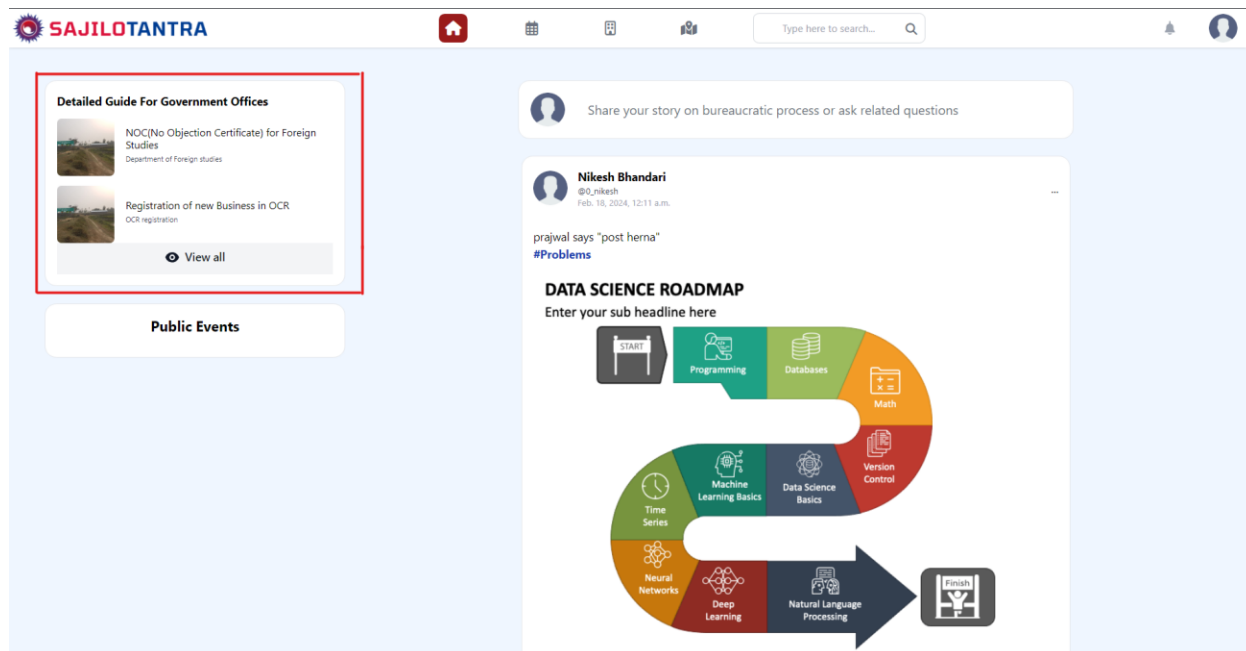 SAJILOTANTRA
Type here to search...
Detailed Guide For Government Offices
NOC(No Objection Certificate) for Foreign
Studies
Department of Foreign studies
Registration of new Business in OCR
OCR registration
View all
Public Events
Share your story on bureaucratic process or ask related questions
Nikesh Bhandari
@0_nikesh
Feb. 18, 2024, 12:11 a.m.
...
prajwal says "post herna"
#Problems
DATA SCIENCE ROADMAP
Enter your sub headline here
START
Programming
Databases
Math
Version
Control
Data Science
Basics
Machine
Learning Basics
Time
Series
Neural
Networks
Deep
Learning
Natural Language
Processing
Finish